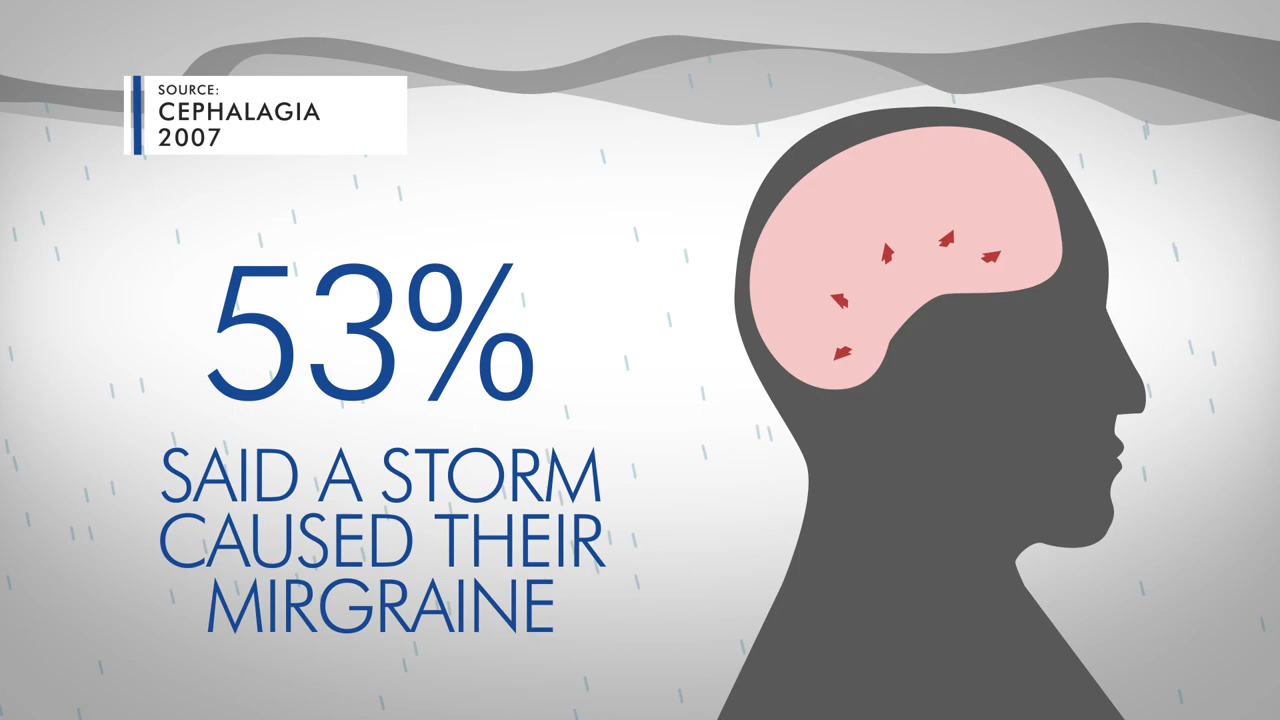 SOURCE:
CEPHALAGIA
2007
53%
SAID A STORM
CAUSED THEIR
MIRGRAINE